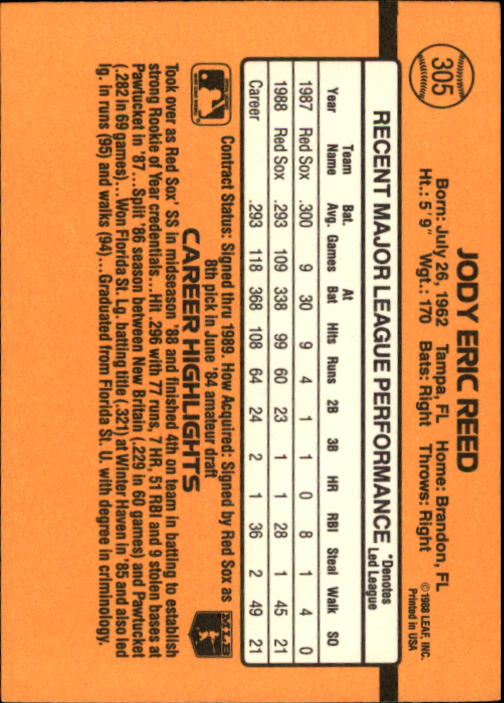 305
JODY ERIC REED
Born: July 26, 1962 Tampa, FL Home: Brandon, FL
Ht.: 5'9" Wgt.: 170 Bats: Right Throws: Right
© 1988 LEAF, INC.
Printed in USA
RECENT MAJOR LEAGUE PERFORMANCE *Denotes Led League
Year Team Name Bat. Avg. Games At Bat Hits Runs 2B 3B HR RBI Steal Walk SO
1987 Red Sox .300 9 30 9 4 1 1 0 8 1 4 0
1988 Red Sox .293 109 338 99 60 23 1 1 28 1 45 21
Career .293 118 368 108 64 24 2 1 36 2 49 21
Contract Status: Signed thru 1989. How Acquired: Signed by Red Sox as
8th pick in June '84 amateur draft
CAREER HIGHLIGHTS
MLB
Took over as Red Sox' SS in midseason '88 and finished 4th on team in batting to establish
strong Rookie of Year credentials...Hit .296 with 77 runs, 7 HR, 51 RBI and 9 stolen bases at
Pawtucket in '87...Split '86 season between New Britain (.229 in 60 games) and Pawtucket
(.282 in 69 games)...Won Florida St. Lg. batting title (.321) at Winter Haven in '85 and also led
lg. in runs (95) and walks (94)...Graduated from Florida St. U. with degree in criminology.